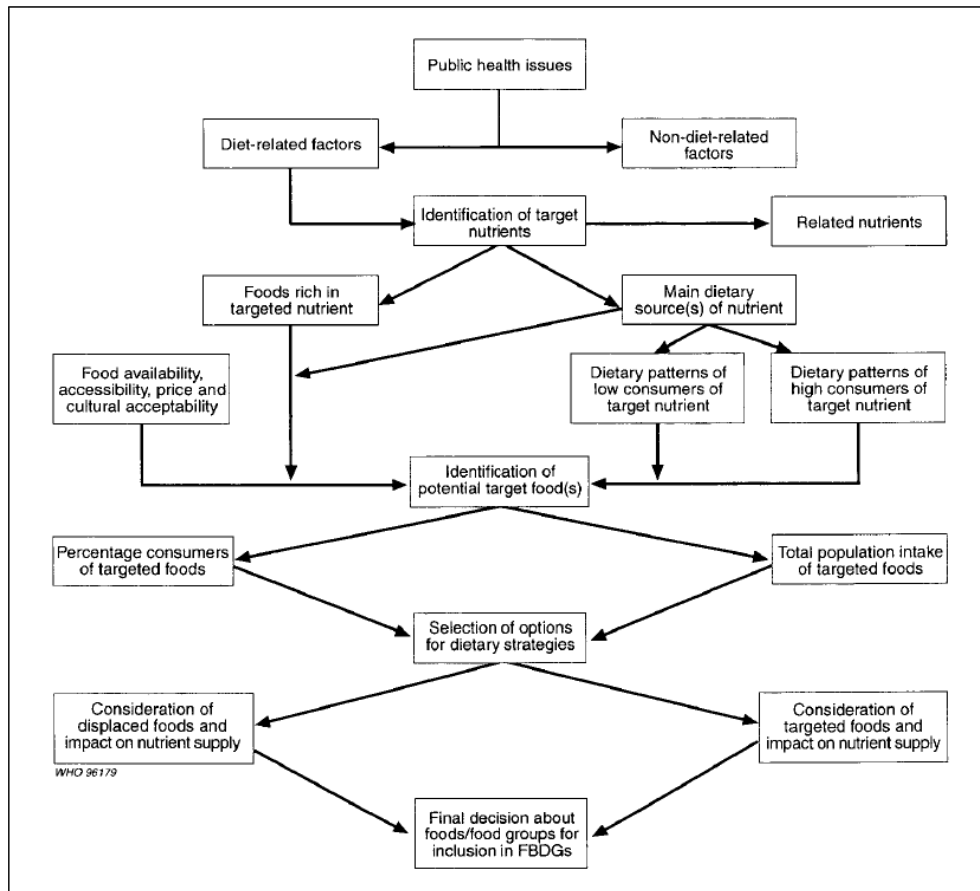 Public health issues
Diet-related factors
Non-diet-related
factors
Identification of target
nutrients
Related nutrients
Foods rich in
targeted nutrient
Main dietary
source(s) of nutrient
Food availability,
accessibility, price and
cultural acceptability
Dietary patterns of
low consumers of
target nutrient
Dietary patterns of
high consumers of
target nutrient
Identification of
potential target food(s)
Percentage consumers
of targeted foods
Total population intake
of targeted foods
Selection of options
for dietary strategies
Consideration of
displaced foods and
impact on nutrient supply
Consideration of
targeted foods and
impact on nutrient supply
WHO 96179
Final decision about
foods/food groups for
inclusion in FBDGs